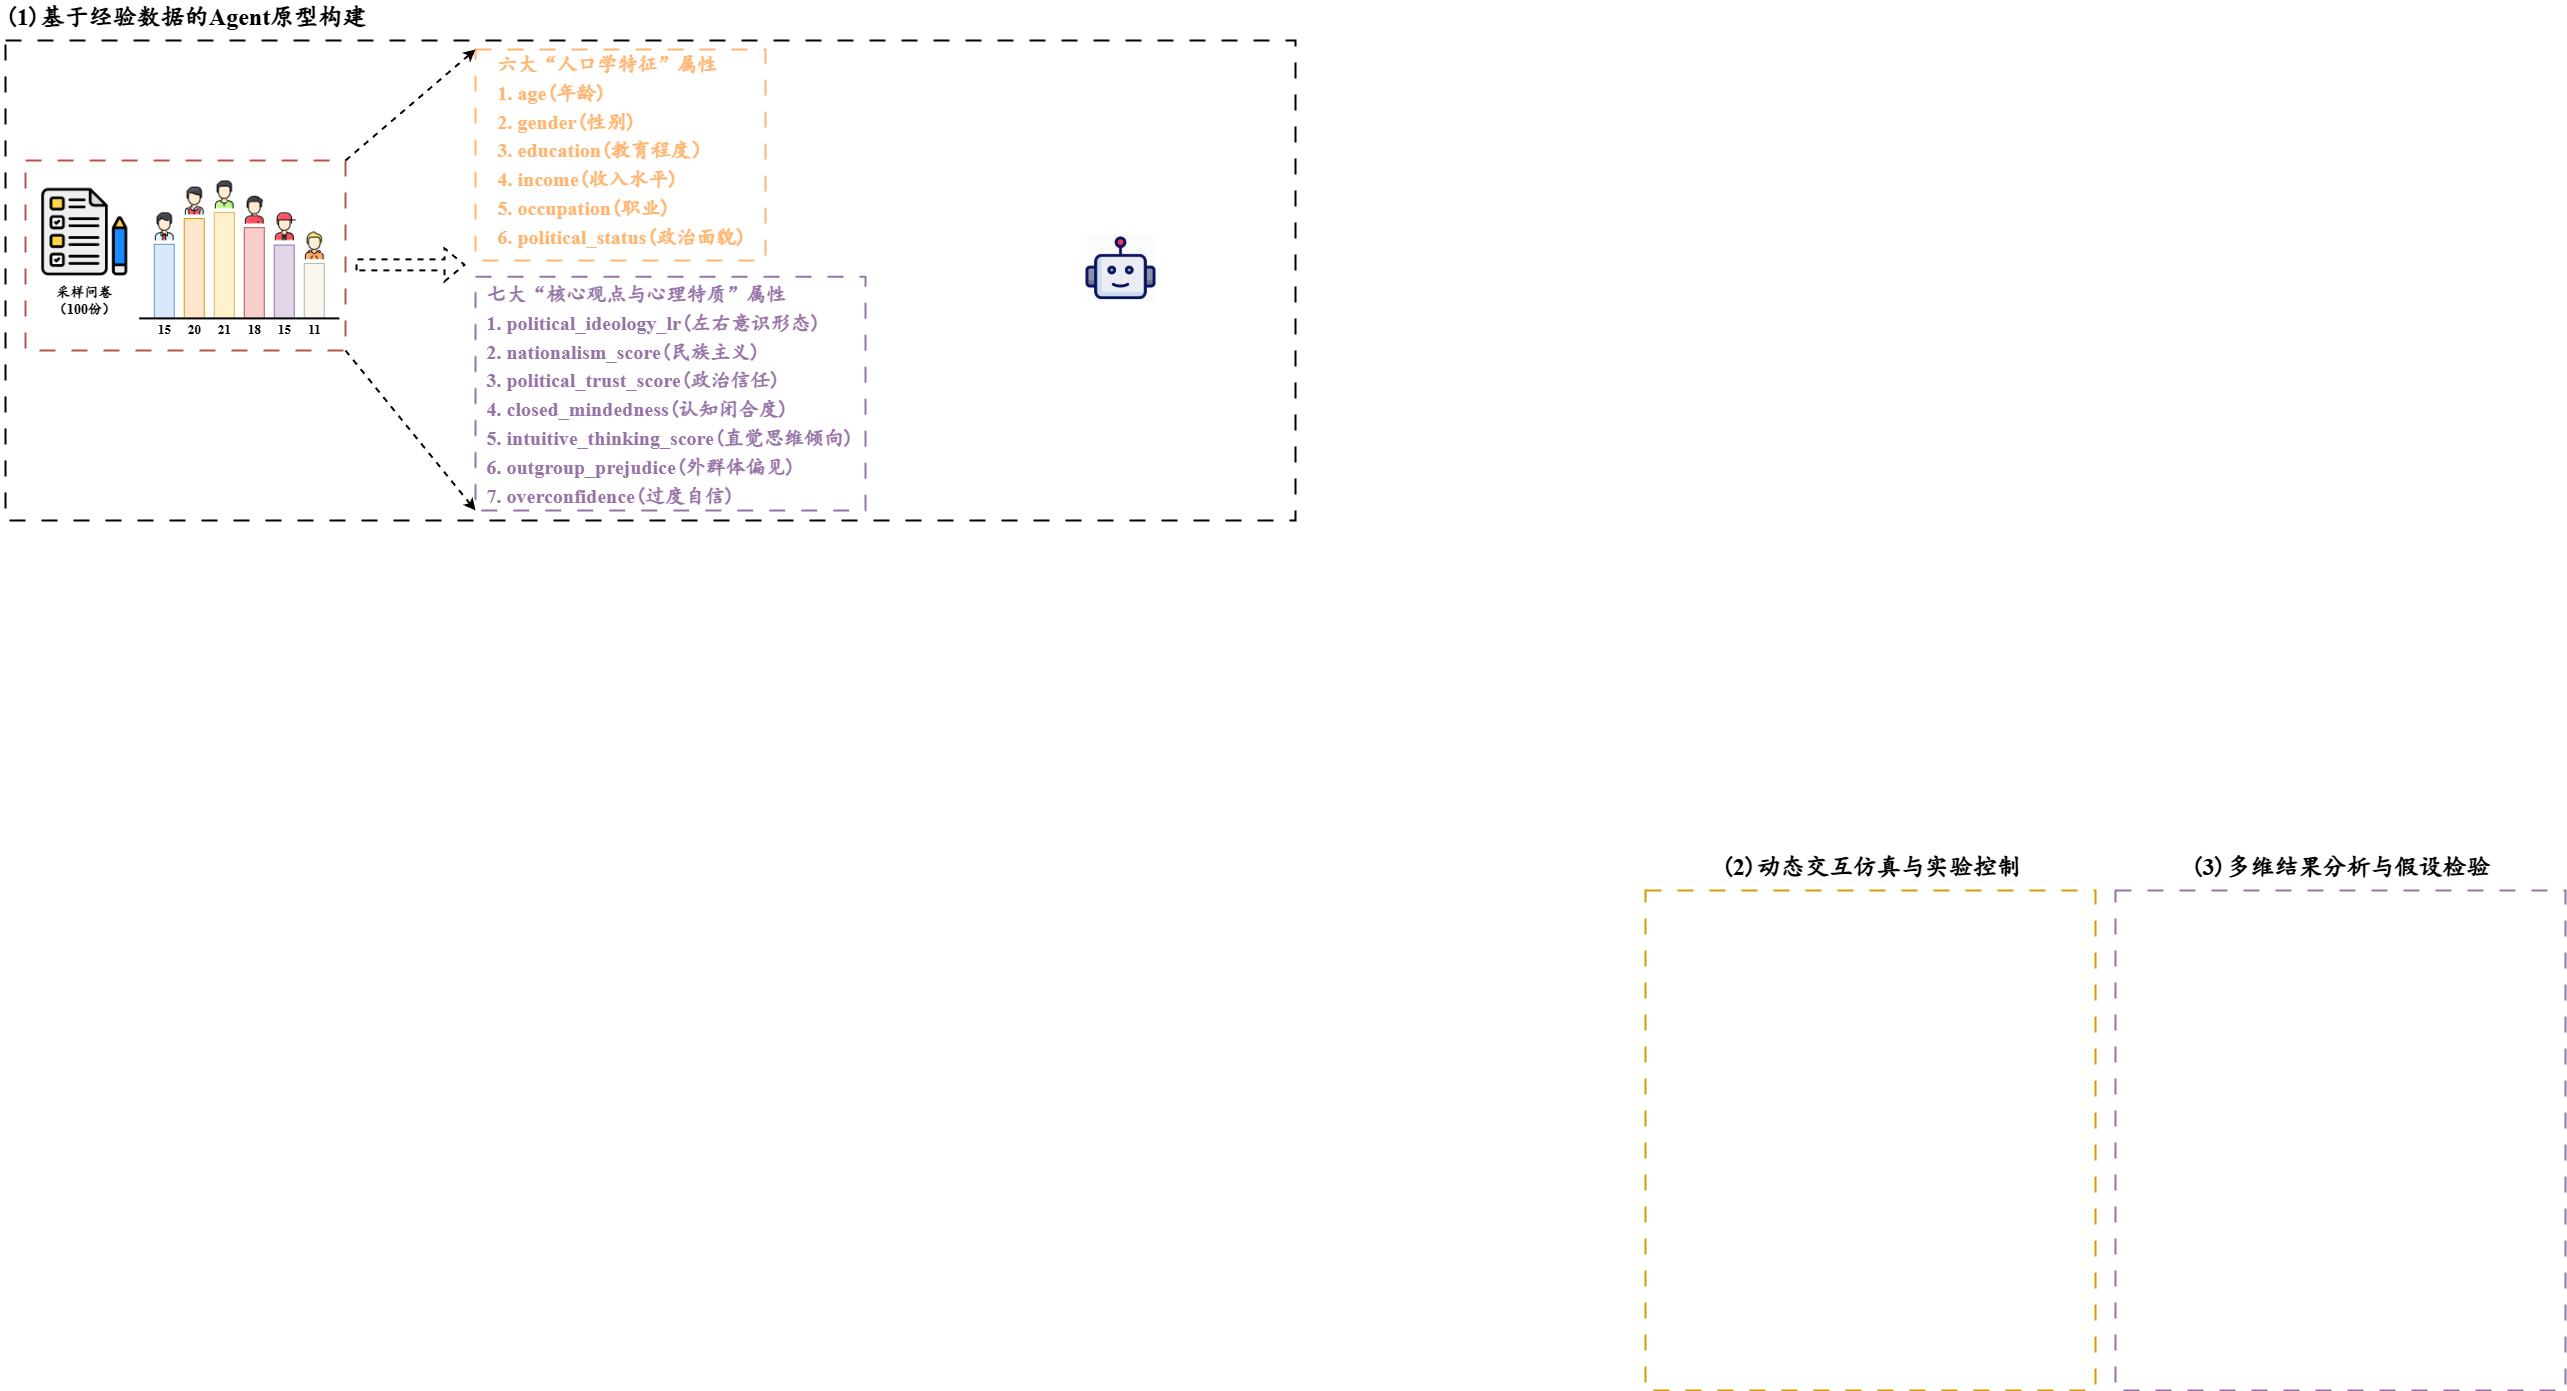 (1)基于经验数据的Agent原型构建
采样问卷
（100份）
15 20 21 18 15 11
六大“人口学特征”属性
1. age(年龄)
2. gender(性别)
3. education(教育程度)
4. income(收入水平)
5. occupation(职业)
6. political_status(政治面貌)
七大“核心观点与心理特质”属性
1. political_ideology_lr(左右意识形态)
2. nationalism_score(民族主义)
3. political_trust_score(政治信任)
4. closed_mindedness(认知闭合度)
5. intuitive_thinking_score(直觉思维倾向)
6. outgroup_prejudice(外群体偏见)
7. overconfidence(过度自信)
(2)动态交互仿真与实验控制
(3)多维结果分析与假设检验